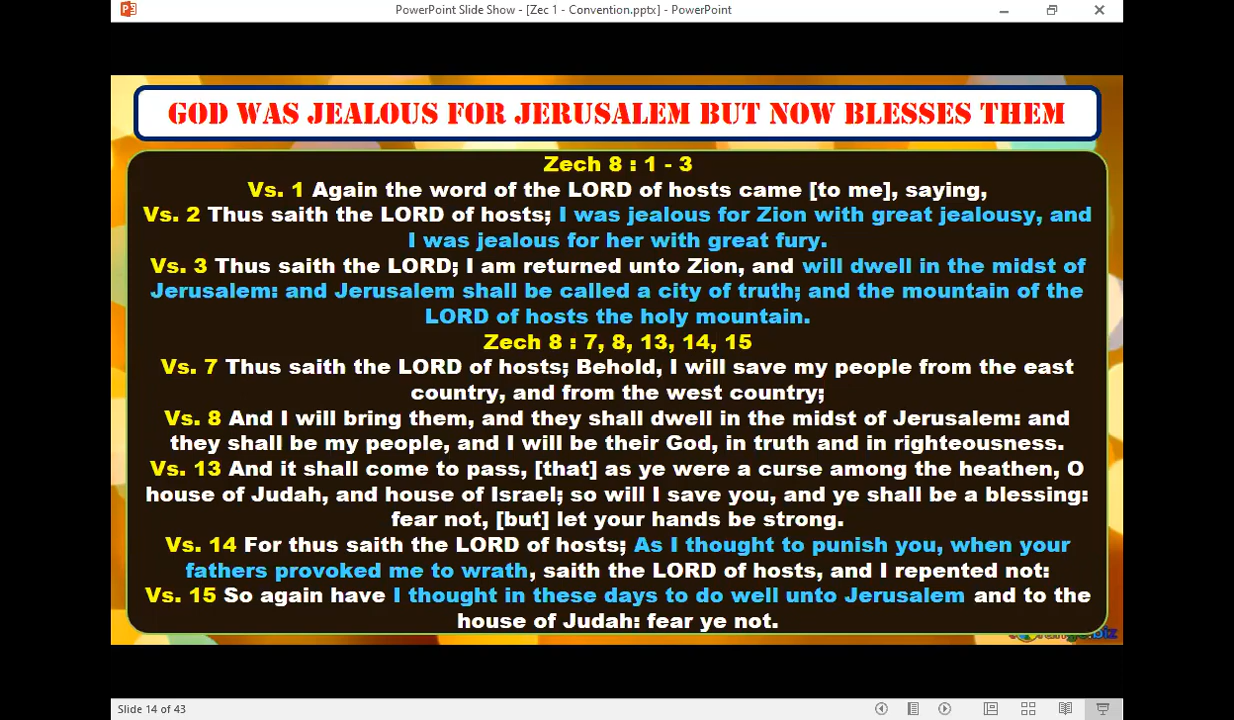 PowerPoint Slide Show - [Zec 1 - Convention.pptx] - PowerPoint
GOD WAS JEALOUS FOR JERUSALEM BUT NOW BLESSES THEM
Zech 8 : 1 - 3
Vs. 1 Again the word of the LORD of hosts came [to me], saying,
Vs. 2 Thus saith the LORD of hosts; I was jealous for Zion with great jealousy, and
I was jealous for her with great fury.
Vs. 3 Thus saith the LORD; I am returned unto Zion, and will dwell in the midst of
Jerusalem: and Jerusalem shall be called a city of truth; and the mountain of the
LORD of hosts the holy mountain.
Zech 8 : 7, 8, 13, 14, 15
Vs. 7 Thus saith the LORD of hosts; Behold, I will save my people from the east
country, and from the west country;
Vs. 8 And I will bring them, and they shall dwell in the midst of Jerusalem: and
they shall be my people, and I will be their God, in truth and in righteousness.
Vs. 13 And it shall come to pass, [that] as ye were a curse among the heathen, O
house of Judah, and house of Israel; so will I save you, and ye shall be a blessing:
fear not, [but] let your hands be strong.
Vs. 14 For thus saith the LORD of hosts; As I thought to punish you, when your
fathers provoked me to wrath, saith the LORD of hosts, and I repented not:
Vs. 15 So again have I thought in these days to do well unto Jerusalem and to the
house of Judah: fear ye not.
Slide 14 of 43